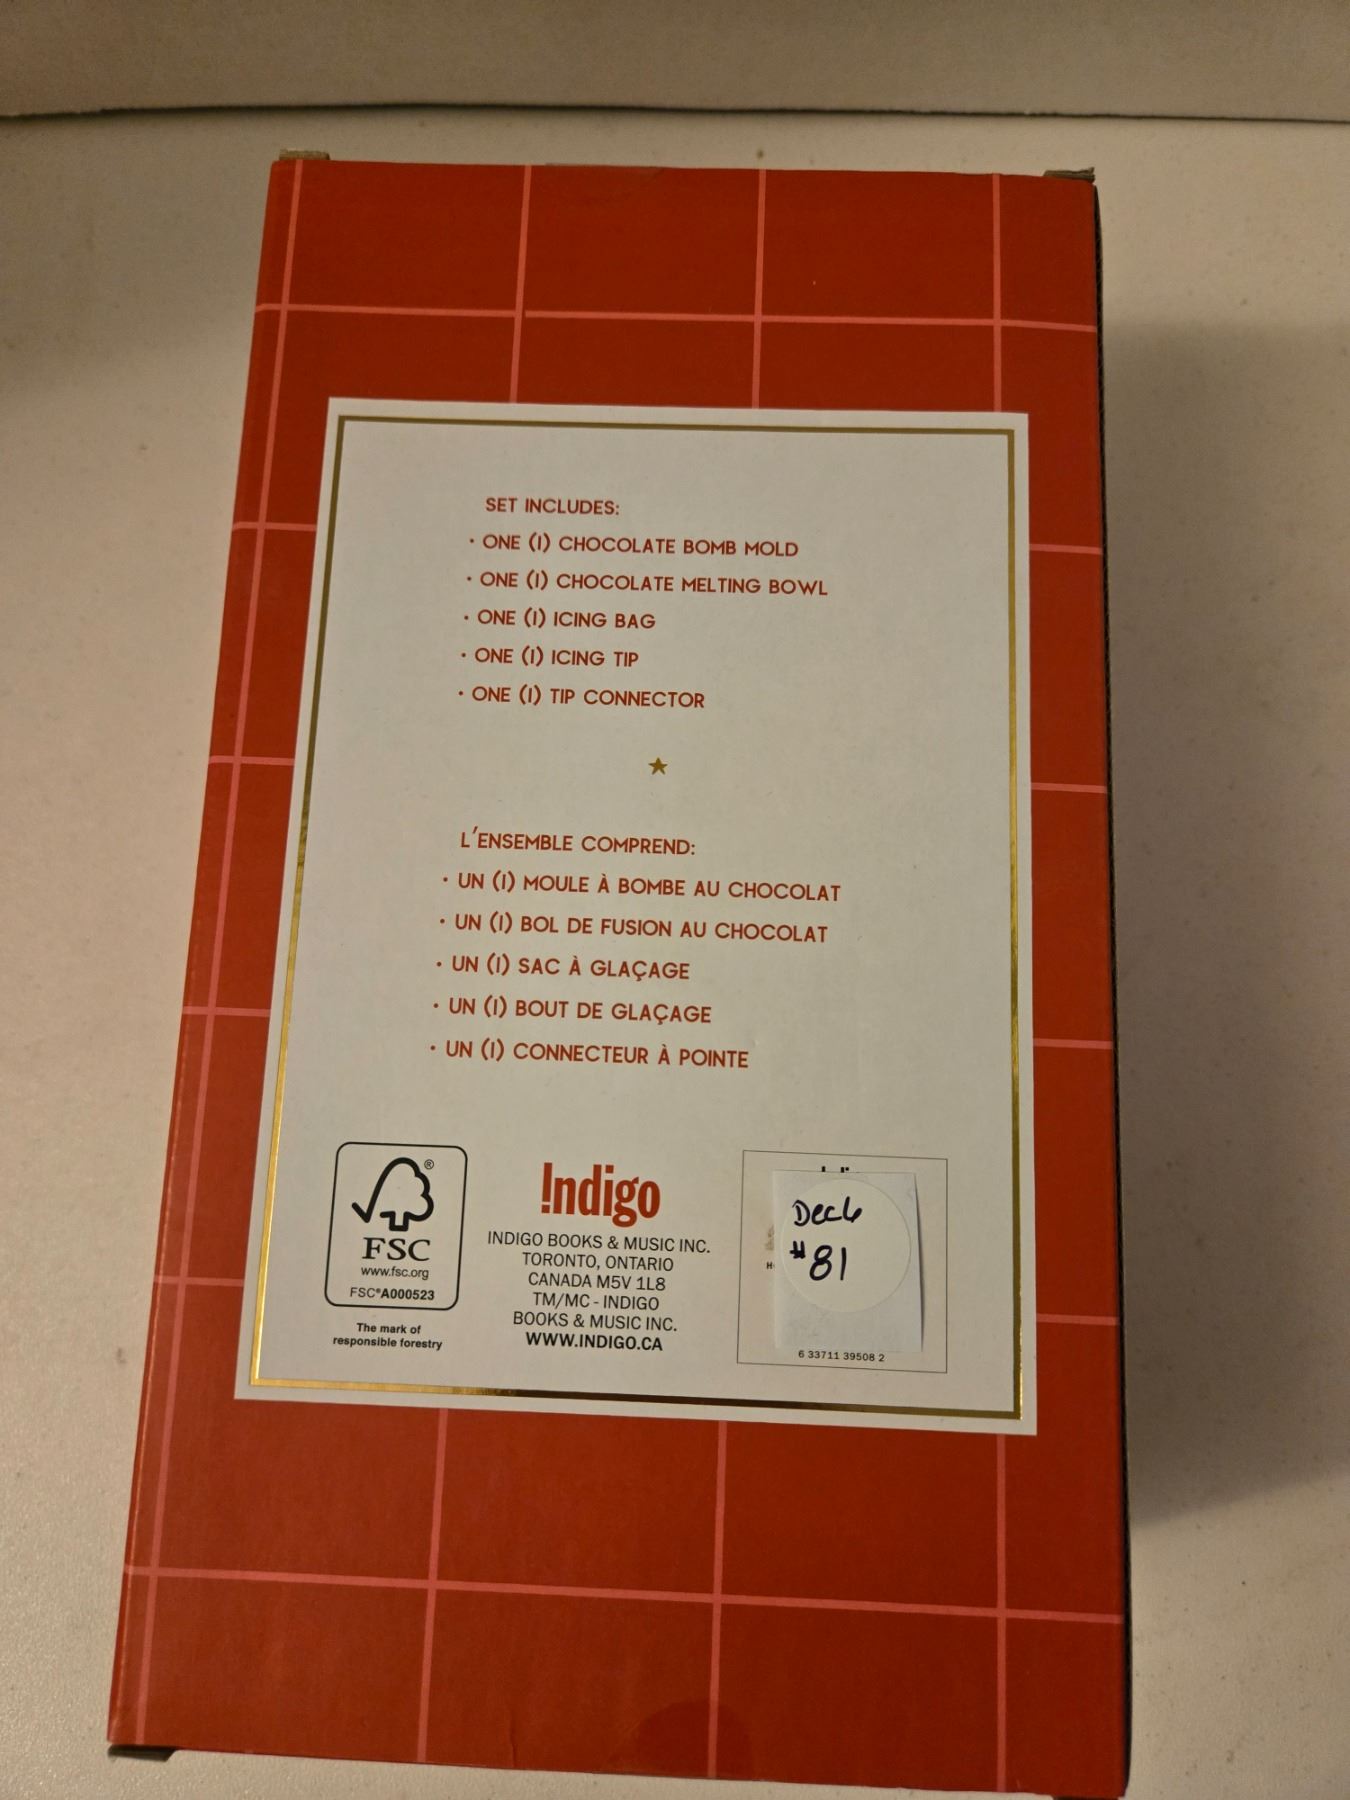 SET INCLUDES:
• ONE (1) CHOCOLATE BOMB MOLD
• ONE (1) CHOCOLATE MELTING BOWL
• ONE (1) ICING BAG
• ONE (1) ICING TIP
• ONE (1) TIP CONNECTOR
L'ENSEMBLE COMPREND:
• UN (1) MOULE À BOMBE AU CHOCOLAT
• UN (1) BOL DE FUSION AU CHOCOLAT
• UN (1) SAC À GLAÇAGE
• UN (1) BOUT DE GLAÇAGE
• UN (1) CONNECTEUR À POINTE
®
FSC
www.fsc.org
FSC® A000523
The mark of
responsible forestry
!ndigo
INDIGO BOOKS & MUSIC INC.
TORONTO, ONTARIO
CANADA M5V 1L8
TM/MC - INDIGO
BOOKS & MUSIC INC.
WWW.INDIGO.CA
Dec 6
#81
6 33711 39508 2